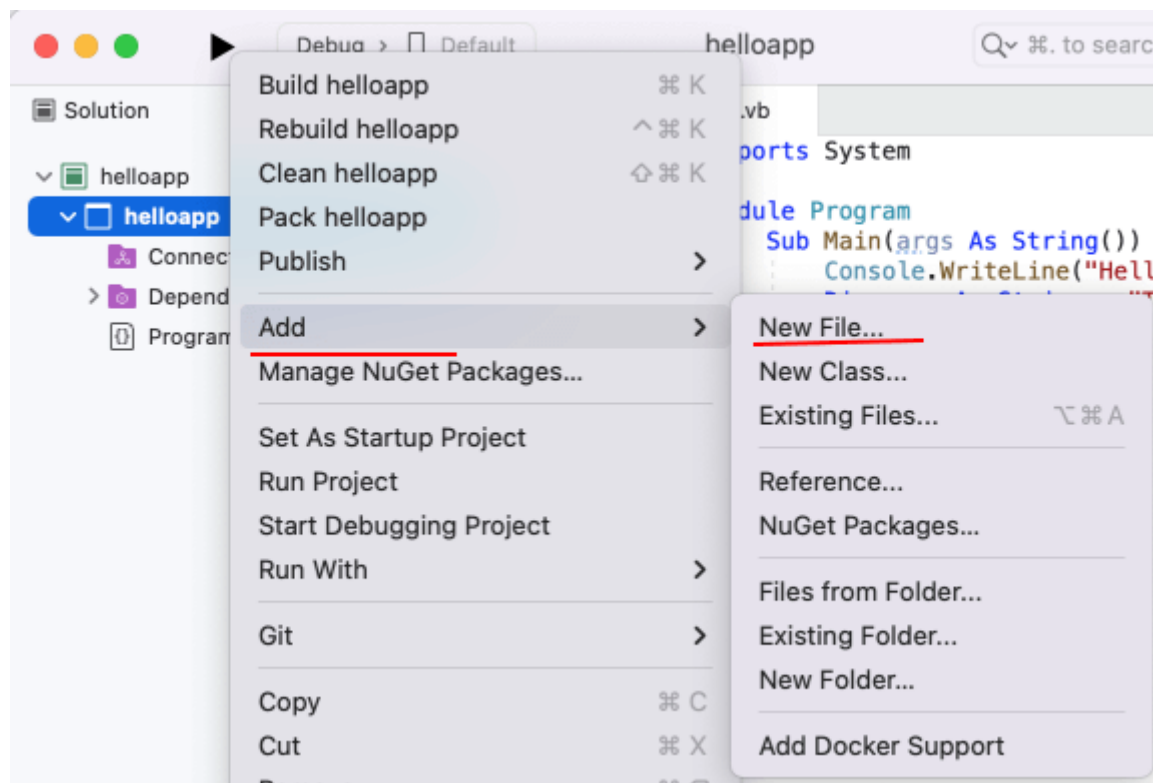 Debug > Default
helloapp
⌘. to searc
Solution
helloapp
helloapp
Connec
Depend
Program
Build helloapp ⌘ K
Rebuild helloapp ^⌘ K
Clean helloapp ⇧⌘ K
Pack helloapp
Publish
Add
Manage NuGet Packages...
Set As Startup Project
Run Project
Start Debugging Project
Run With
Git
Copy ⌘ C
Cut ⌘ X
.vb
ports System
dule Program
Sub Main(args As String())
Console.WriteLine("Hell
New File...
New Class...
Existing Files... ⌥⌘ A
Reference...
NuGet Packages...
Files from Folder...
Existing Folder...
New Folder...
Add Docker Support